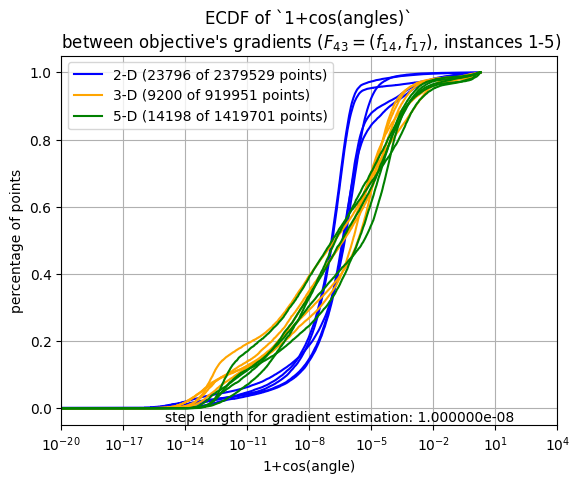 ECDF of `1+cos(angles)`
between objective's gradients (F₄₃ = (f₁₄, f₁₇), instances 1-5)
2-D (23796 of 2379529 points)
3-D (9200 of 919951 points)
5-D (14198 of 1419701 points)
percentage of points
1.0
0.8
0.6
0.4
0.2
0.0
step length for gradient estimation: 1.000000e-08
10⁻²⁰ 10⁻¹⁷ 10⁻¹⁴ 10⁻¹¹ 10⁻⁸ 10⁻⁵ 10⁻² 10¹ 10⁴
1+cos(angle)